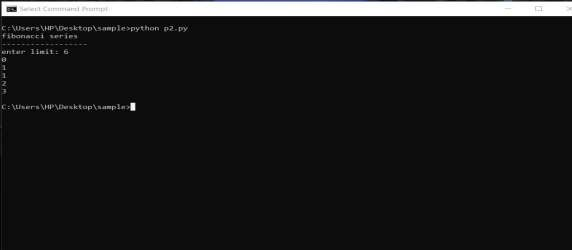 Select Command Prompt
C:\Users\HP\Desktop\sample>python p2.py
fibonacci series
------------------
enter limit: 6
0
1
1
2
3
C:\Users\HP\Desktop\sample>